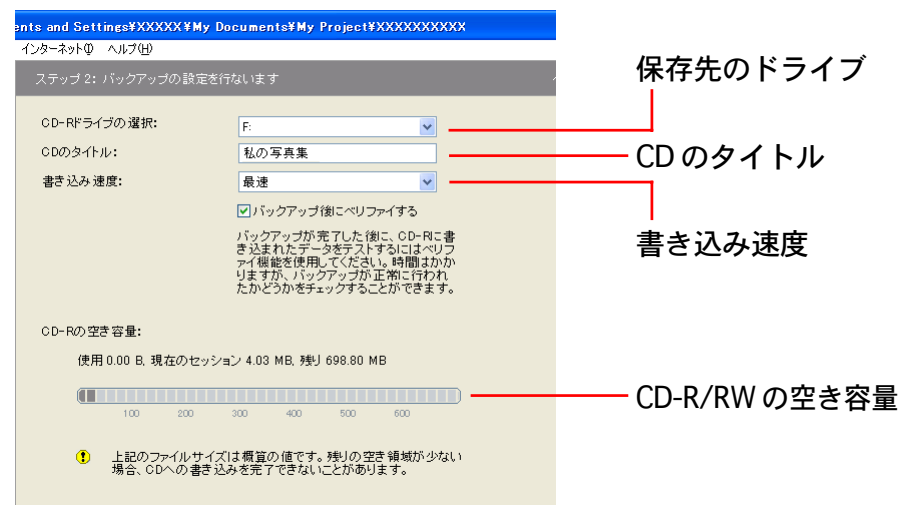 ents and Settings¥XXXXX¥My Documents¥My Project¥XXXXXXXXXX
インターネット(I) ヘルプ(H)
ステップ 2: バックアップの設定を行ないます
保存先のドライブ
CD-Rドライブの選択:
F:
CDのタイトル:
私の写真集
CD のタイトル
書き込み速度:
最速
バックアップ後にベリファイする
書き込み速度
バックアップが完了した後に、CD-Rに書
き込まれたデータをテストするにはベリフ
ァイ機能を使用してください。時間はかか
りますが、バックアップが正常に行われ
たかどうかをチェックすることができます。
CD-Rの空き容量:
使用 0.00 B, 現在のセッション 4.03 MB, 残り 698.80 MB
CD-R/RW の空き容量
100 200 300 400 500 600
上記のファイルサイズは概算の値です。残りの空き領域が少ない
場合、CDへの書き込みを完了できないことがあります。